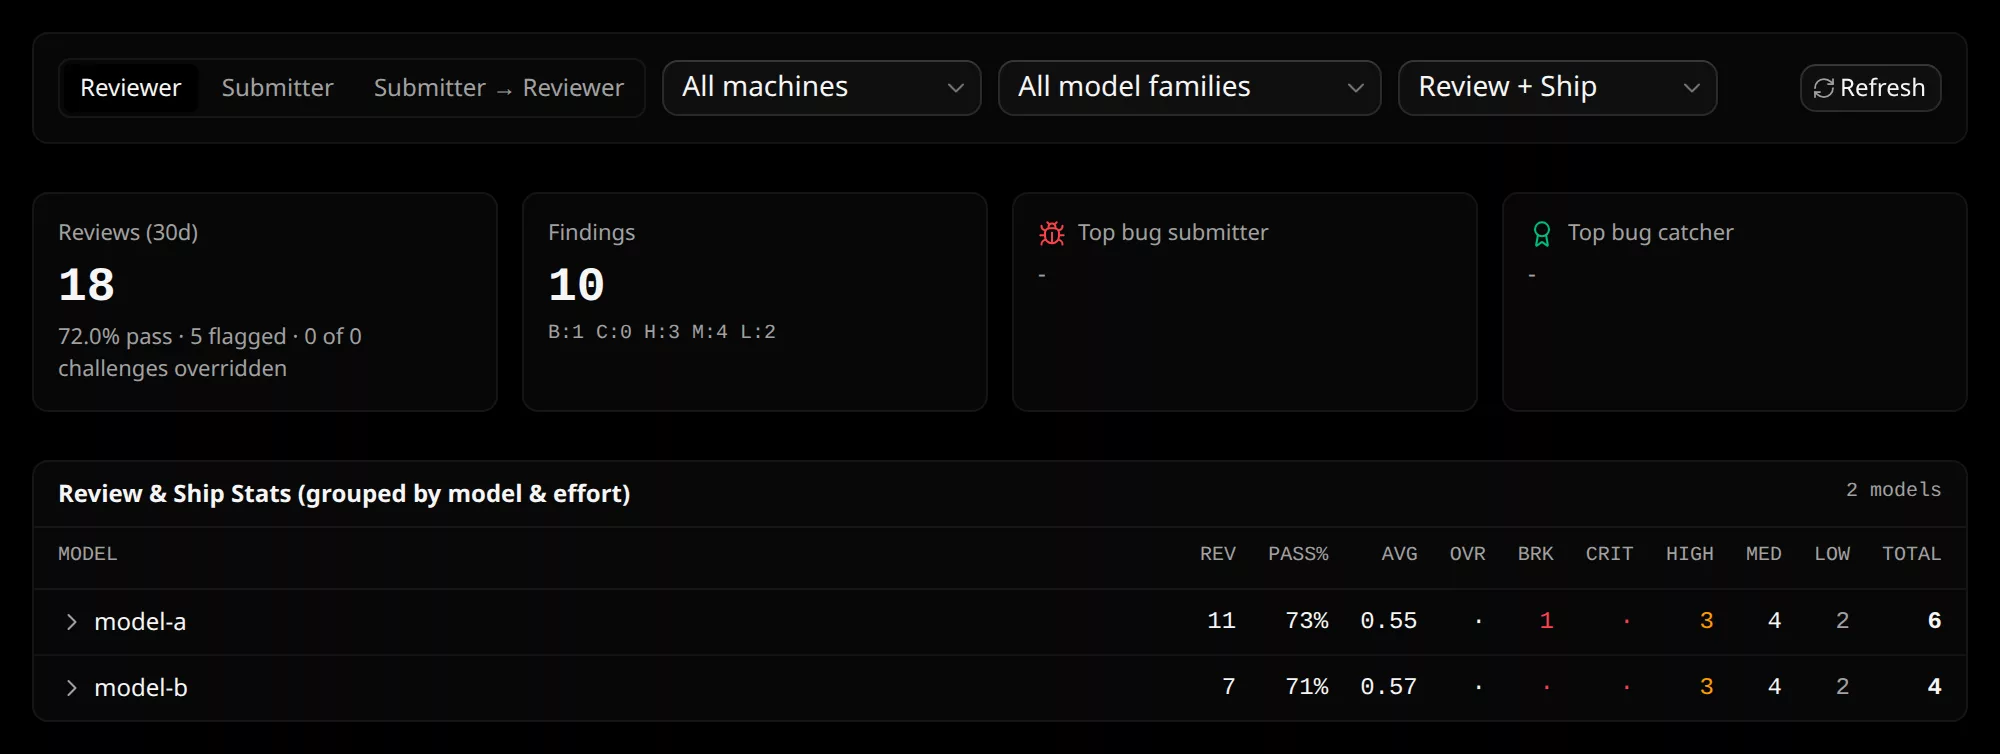 Reviewer Submitter Submitter → Reviewer All machines All model families Review + Ship Refresh
Reviews (30d)
18
72.0% pass · 5 flagged · 0 of 0
challenges overridden
Findings
10
B:1 C:0 H:3 M:4 L:2
Top bug submitter
-
Top bug catcher
-
Review & Ship Stats (grouped by model & effort) 2 models
MODEL REV PASS% AVG OVR BRK CRIT HIGH MED LOW TOTAL
model-a 11 73% 0.55 · 1 · 3 4 2 6
model-b 7 71% 0.57 · · · 3 4 2 4